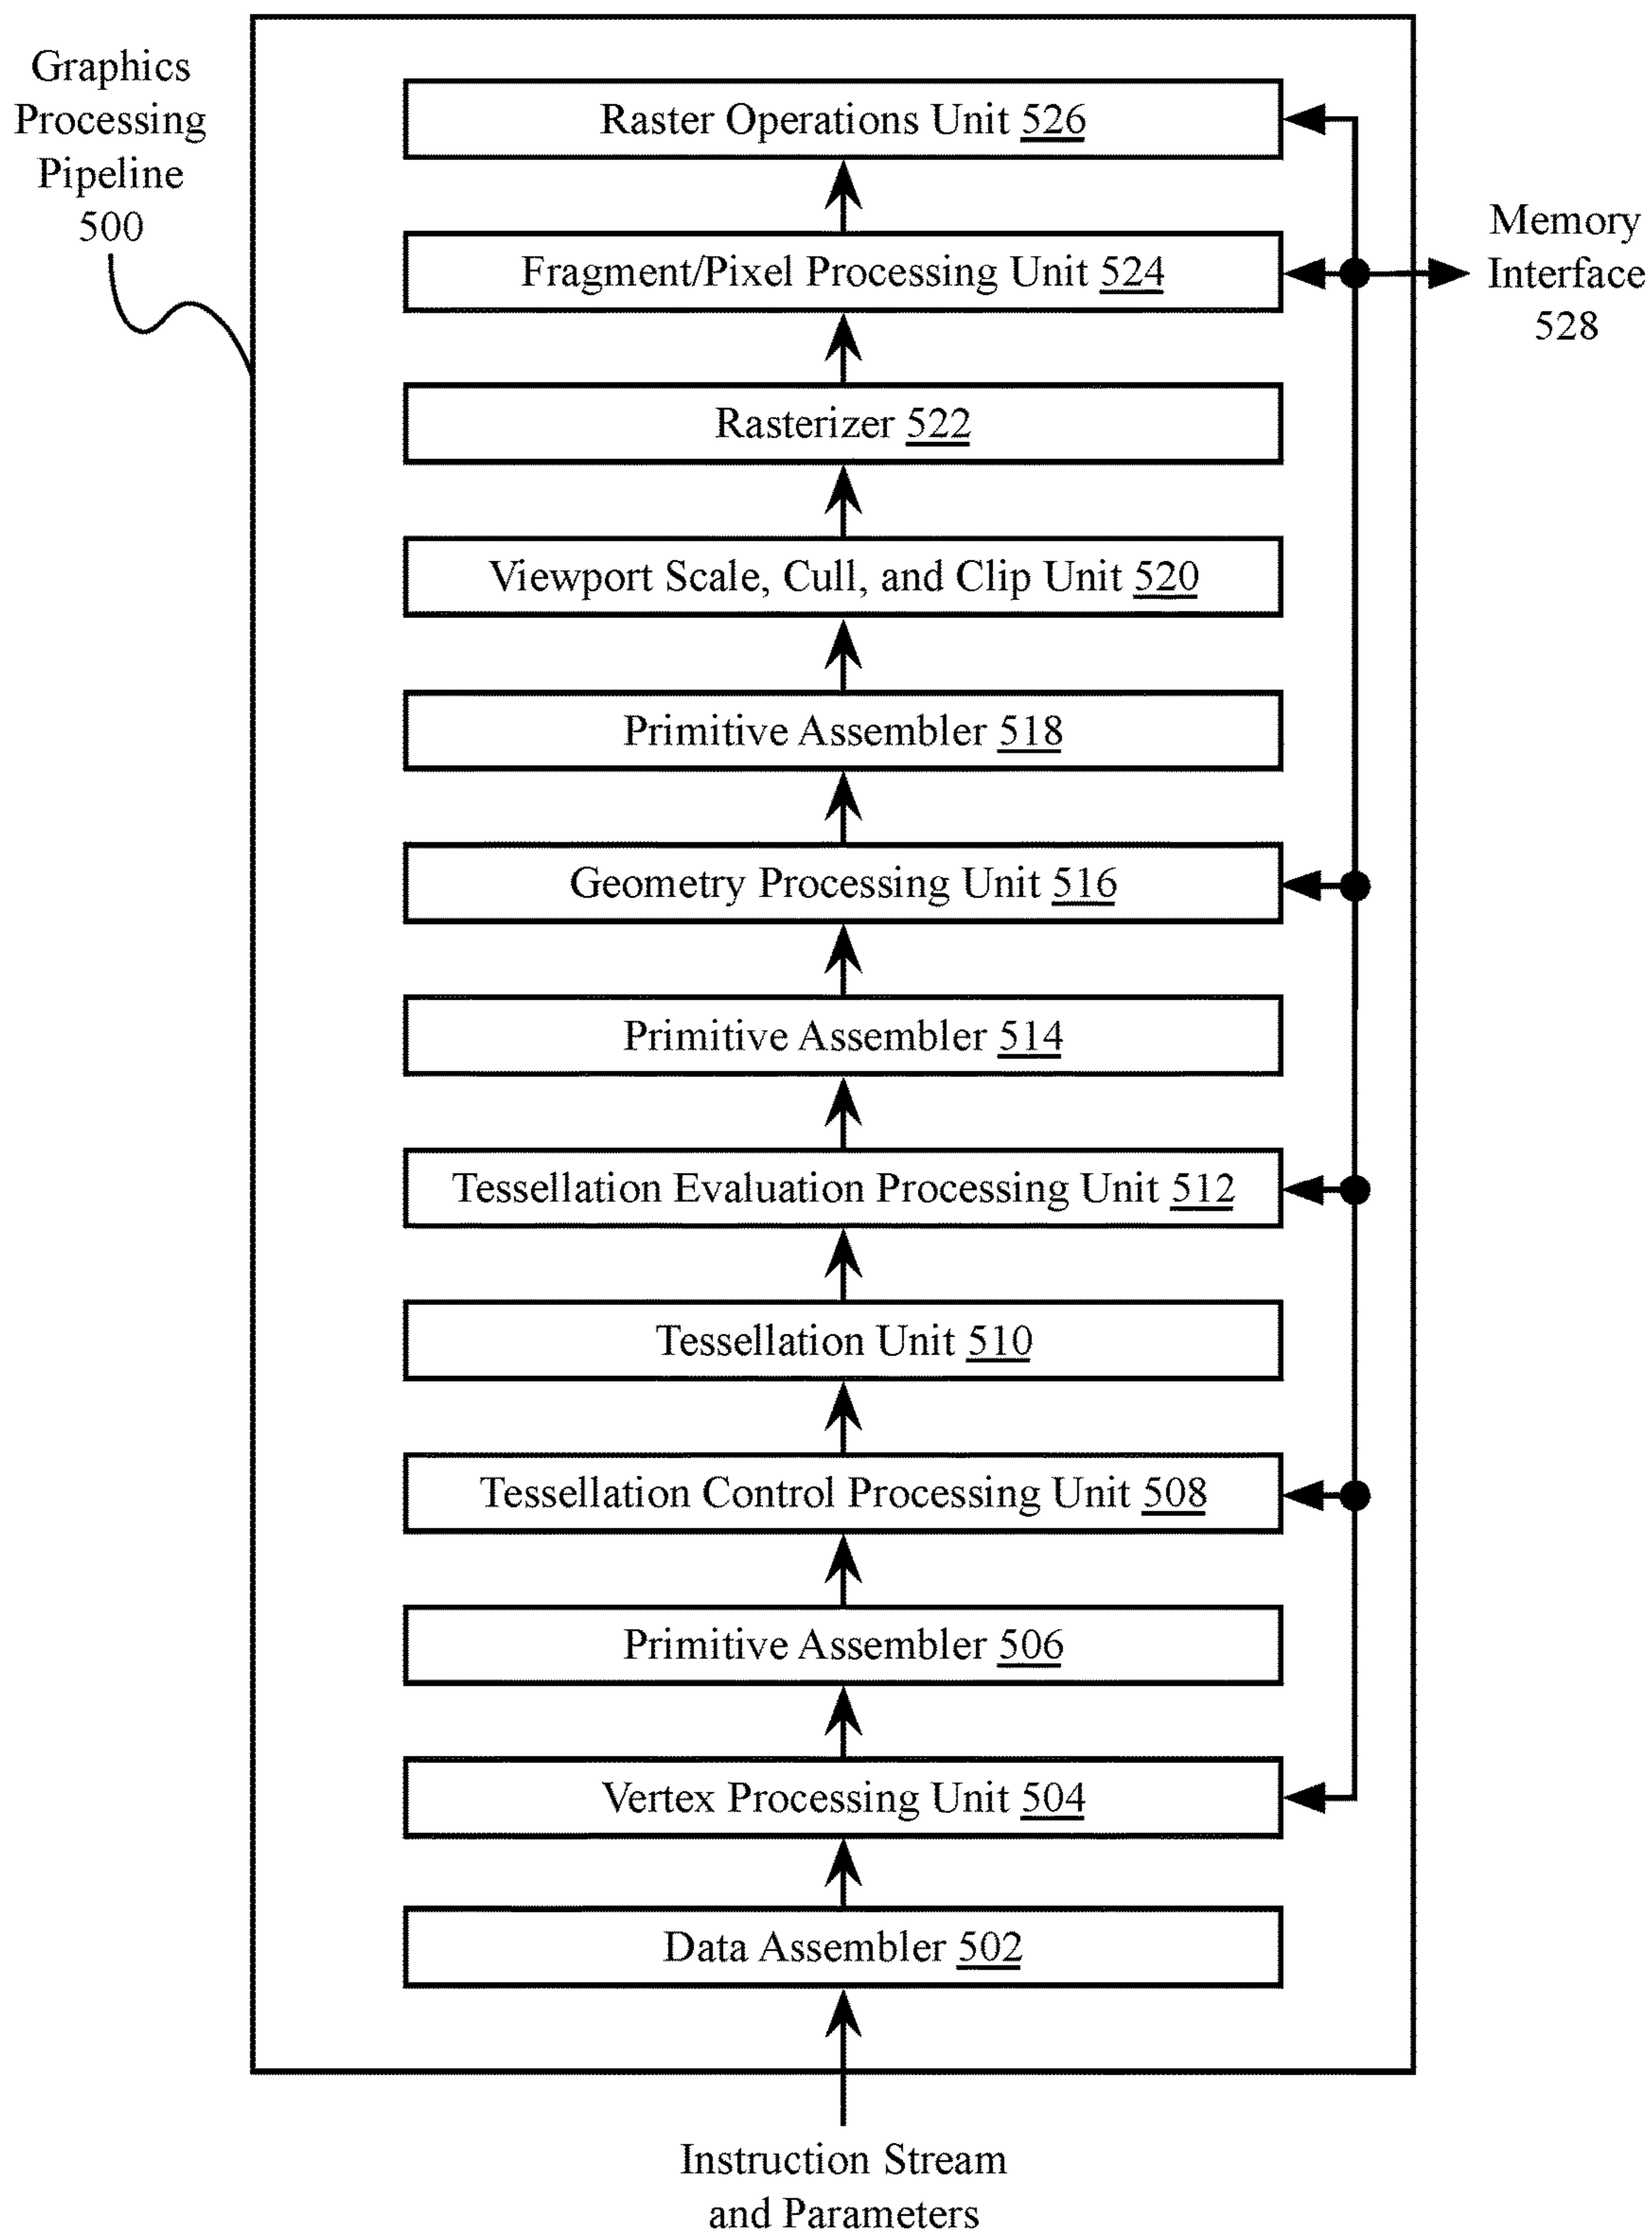 Graphics
Processing
Pipeline
500
Raster Operations Unit 526
Fragment/Pixel Processing Unit 524
Memory
Interface
528
Rasterizer 522
Viewport Scale, Cull, and Clip Unit 520
Primitive Assembler 518
Geometry Processing Unit 516
Primitive Assembler 514
Tessellation Evaluation Processing Unit 512
Tessellation Unit 510
Tessellation Control Processing Unit 508
Primitive Assembler 506
Vertex Processing Unit 504
Data Assembler 502
Instruction Stream
and Parameters